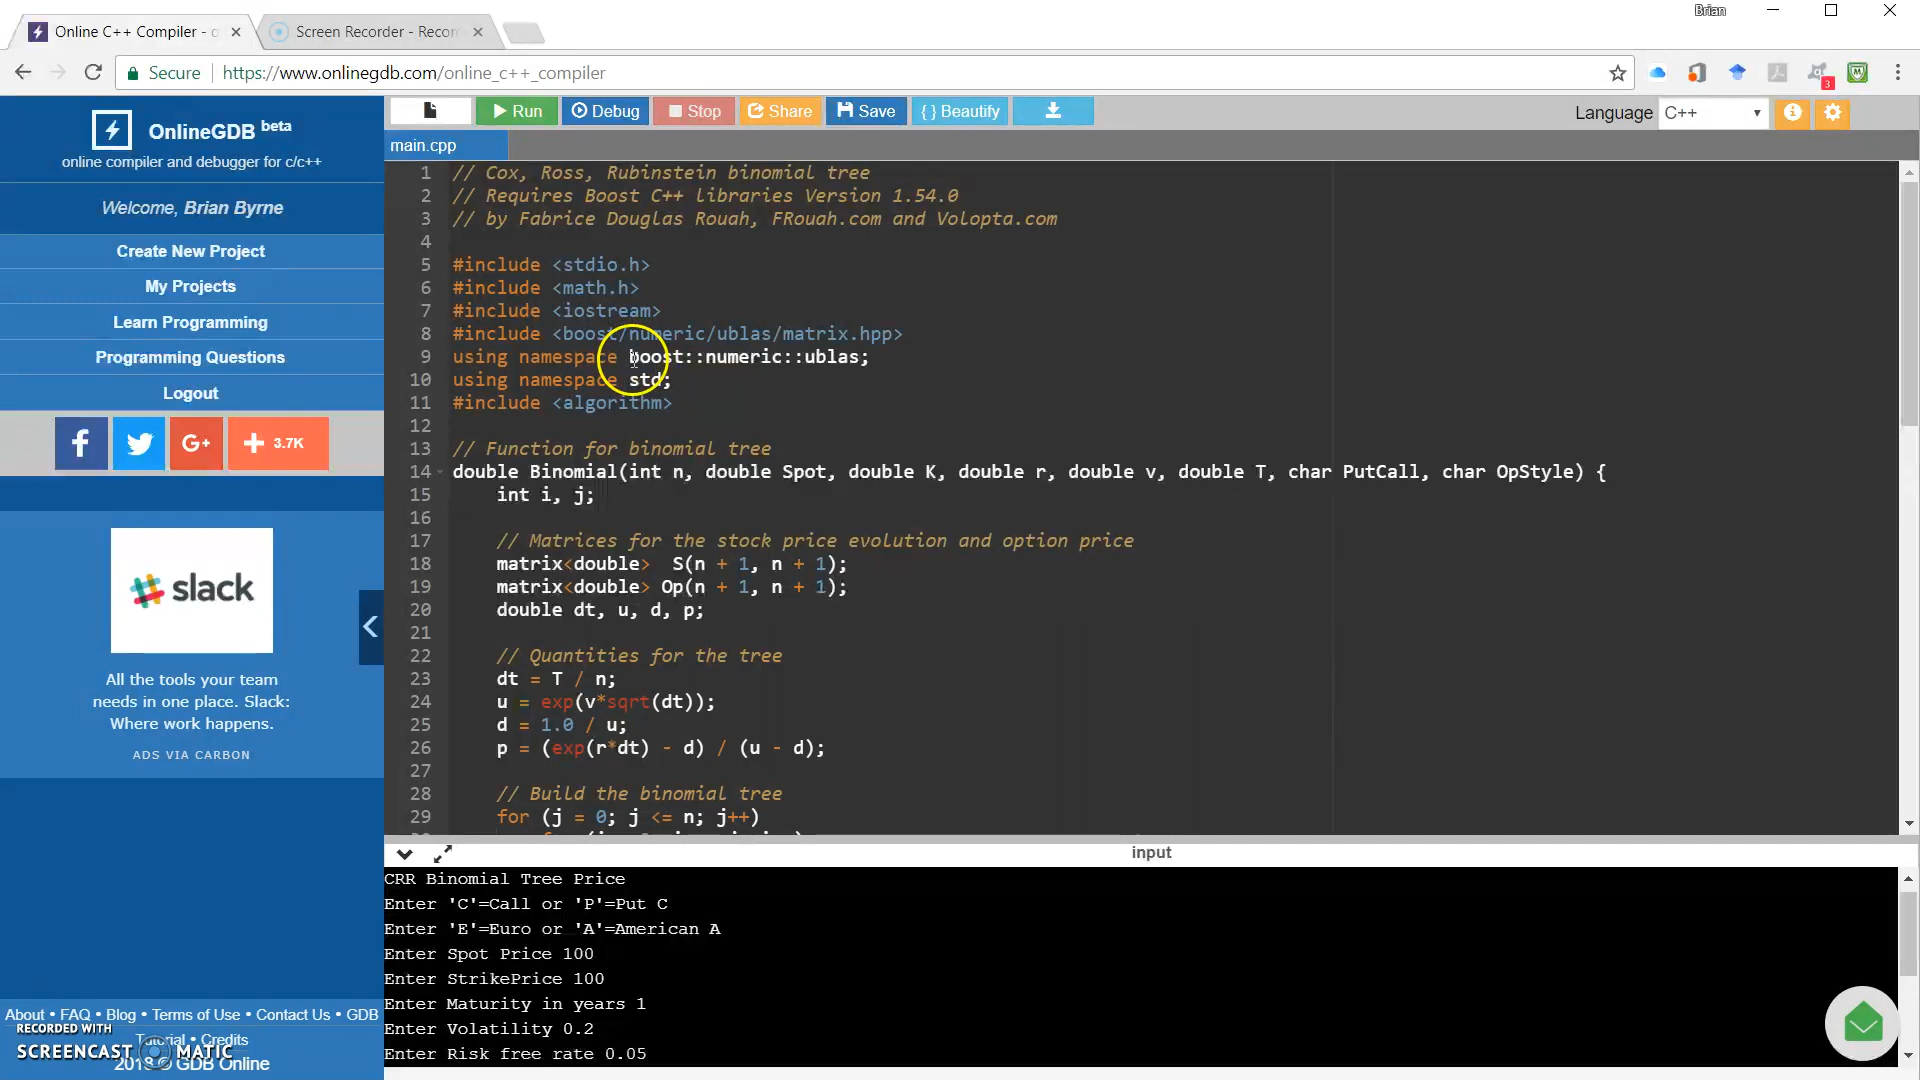 Brian
Online C++ Compiler - o
Screen Recorder - Recor
Secure
https://www.onlinegdb.com/online_c++_compiler
3
OnlineGDB beta
online compiler and debugger for c/c++
Welcome, Brian Byrne
Create New Project
My Projects
Learn Programming
Programming Questions
Logout
f
G+
+ 3.7K
slack
All the tools your team
needs in one place. Slack:
Where work happens.
ADS VIA CARBON
About • FAQ • Blog • Terms of Use • Contact Us • GDB
Tutorial • Credits
2018 © GDB Online
RECORDED WITH
SCREENCAST MATIC
Run
Debug
Stop
Share
Save
{ } Beautify
Language C++
main.cpp
1 // Cox, Ross, Rubinstein binomial tree
2 // Requires Boost C++ libraries Version 1.54.0
3 // by Fabrice Douglas Rouah, FRouah.com and Volopta.com
4
5 #include <stdio.h>
6 #include <math.h>
7 #include <iostream>
8 #include <boost/numeric/ublas/matrix.hpp>
9 using namespace boost::numeric::ublas;
10 using namespace std;
11 #include <algorithm>
12
13 // Function for binomial tree
14 double Binomial(int n, double Spot, double K, double r, double v, double T, char PutCall, char OpStyle) {
15 int i, j;
16
17 // Matrices for the stock price evolution and option price
18 matrix<double> S(n + 1, n + 1);
19 matrix<double> Op(n + 1, n + 1);
20 double dt, u, d, p;
21
22 // Quantities for the tree
23 dt = T / n;
24 u = exp(v*sqrt(dt));
25 d = 1.0 / u;
26 p = (exp(r*dt) - d) / (u - d);
27
28 // Build the binomial tree
29 for (j = 0; j <= n; j++)
input
CRR Binomial Tree Price
Enter 'C'=Call or 'P'=Put C
Enter 'E'=Euro or 'A'=American A
Enter Spot Price 100
Enter StrikePrice 100
Enter Maturity in years 1
Enter Volatility 0.2
Enter Risk free rate 0.05